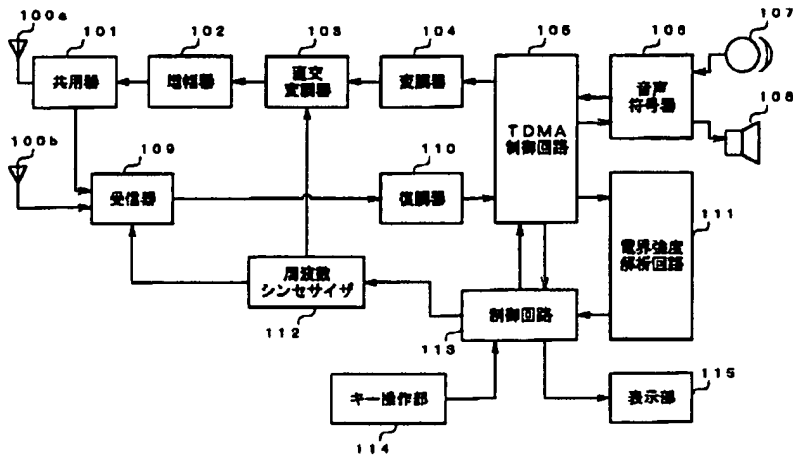 100a
101
102
103
104
105
106
107
共用器
増幅器
直交
変調器
変調器
TDMA
制御回路
音声
符号器
108
100b
109
受信器
110
復調器
電界強度
解析回路
111
周波数
シンセサイザ
112
制御回路
113
キー操作部
114
表示部
115